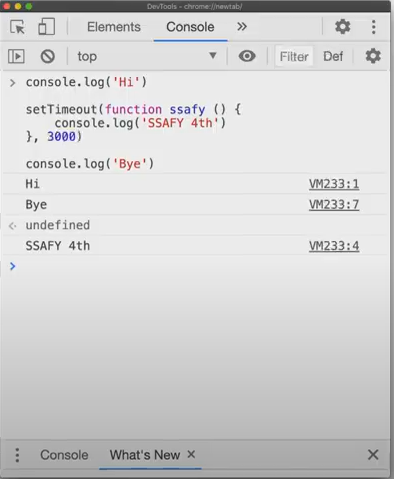 DevTools - chrome://newtab/
Elements Console »
top Filter Def
> console.log('Hi')
setTimeout(function ssafy () {
console.log('SSAFY 4th')
}, 3000)
console.log('Bye')
Hi VM233:1
Bye VM233:7
undefined
SSAFY 4th VM233:4
>
Console What's New ×